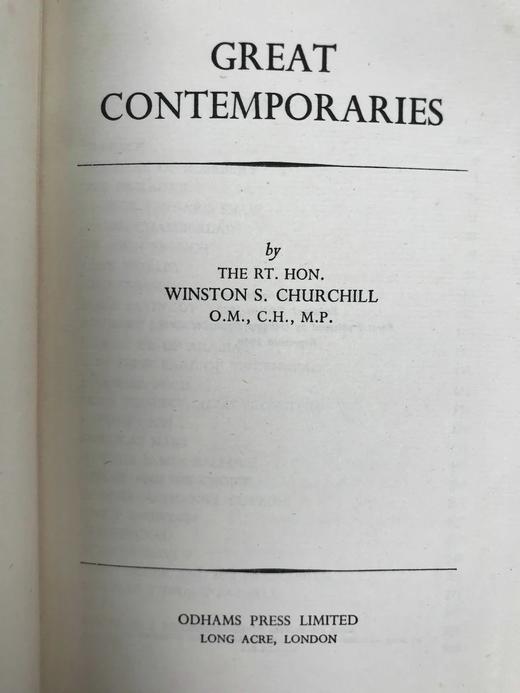 GREAT
CONTEMPORARIES
by
THE RT. HON.
WINSTON S. CHURCHILL
O.M., C.H., M.P.
ODHAMS PRESS LIMITED
LONG ACRE, LONDON